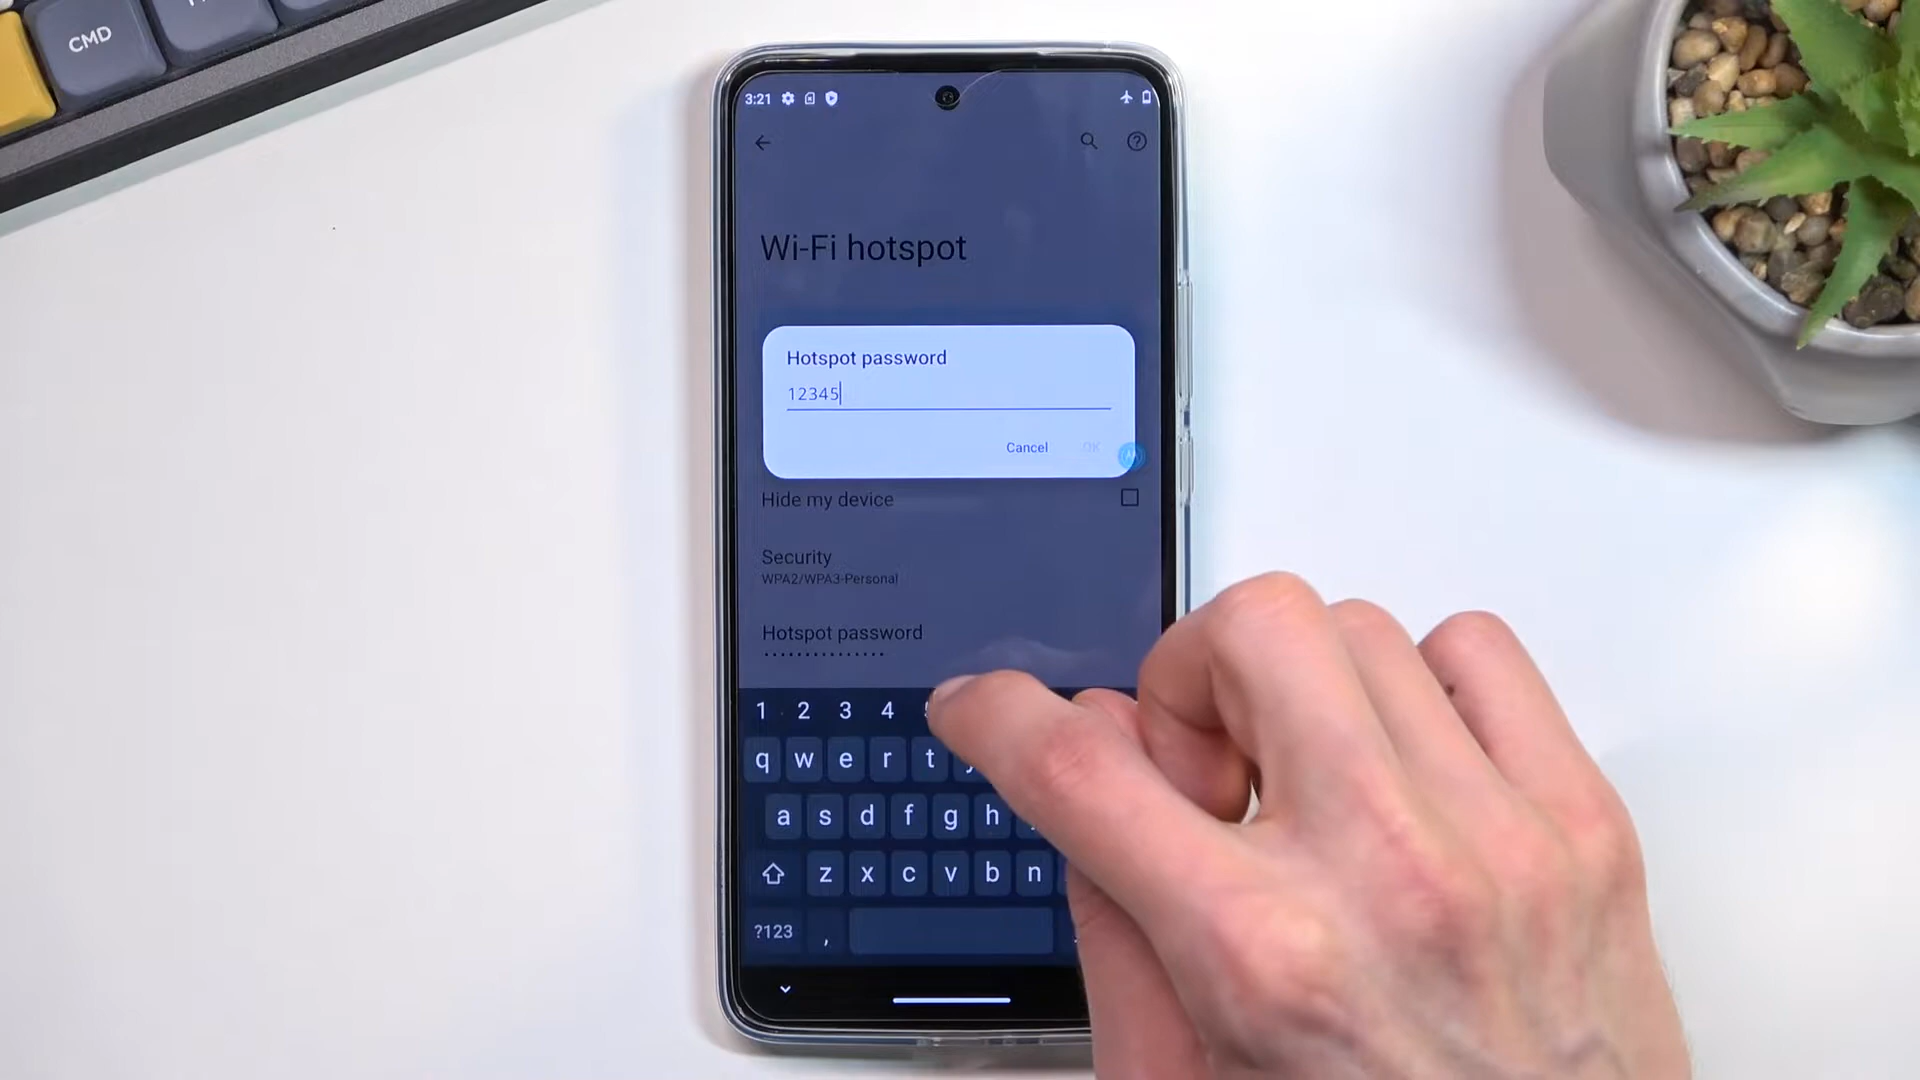 CMD
3:21
Wi-Fi hotspot
Hotspot password
12345
Cancel OK
Hide my device
Security
WPA2/WPA3-Personal
Hotspot password
1 2 3 4
q w e r t
a s d f g h
z x c v b n
?123 ,